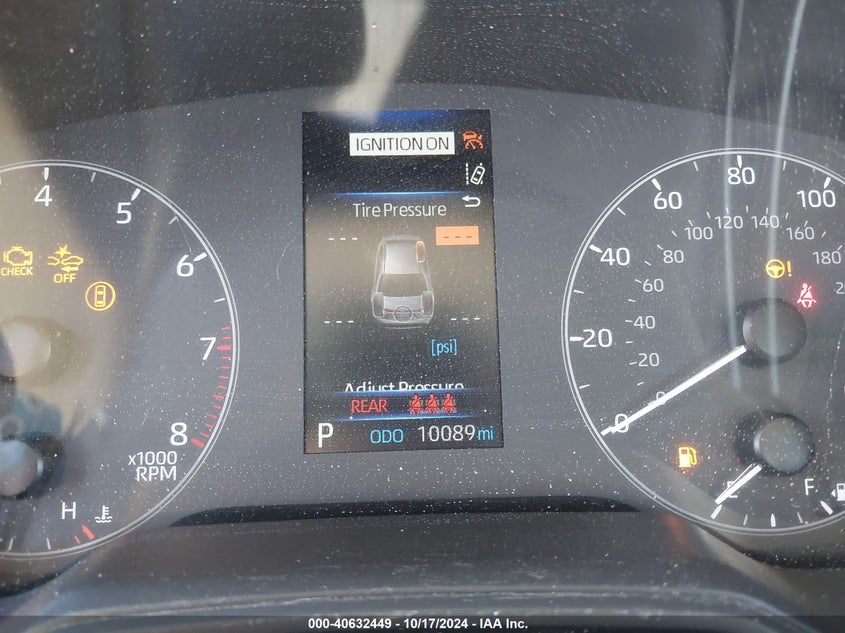 4
5
6
7
8
x1000
RPM
H
CHECK
OFF
IGNITION ON
Tire Pressure
--- ---
--- ---
[psi]
Adjust Pressure
REAR
P ODO 10089 mi
0
20
40
60
80
100
0
20
40
60
80
100
120
140
160
180
!
E
F
000-40632449 - 10/17/2024 - IAA Inc.